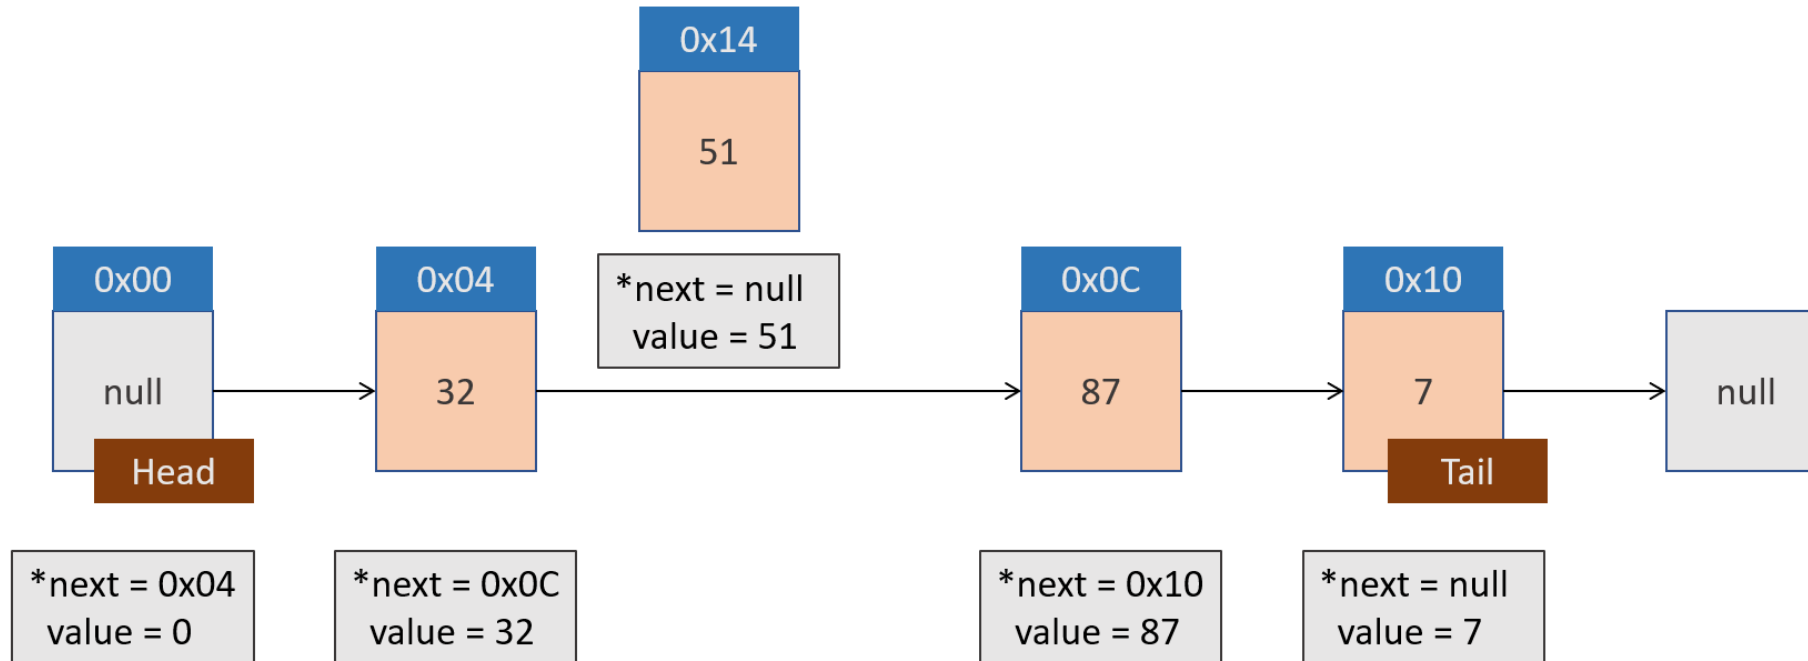 0x14
51
*next = null
value = 51
0x00
null
Head
0x04
32
0x0C
87
0x10
7
Tail
null
*next = 0x04
value = 0
*next = 0x0C
value = 32
*next = 0x10
value = 87
*next = null
value = 7